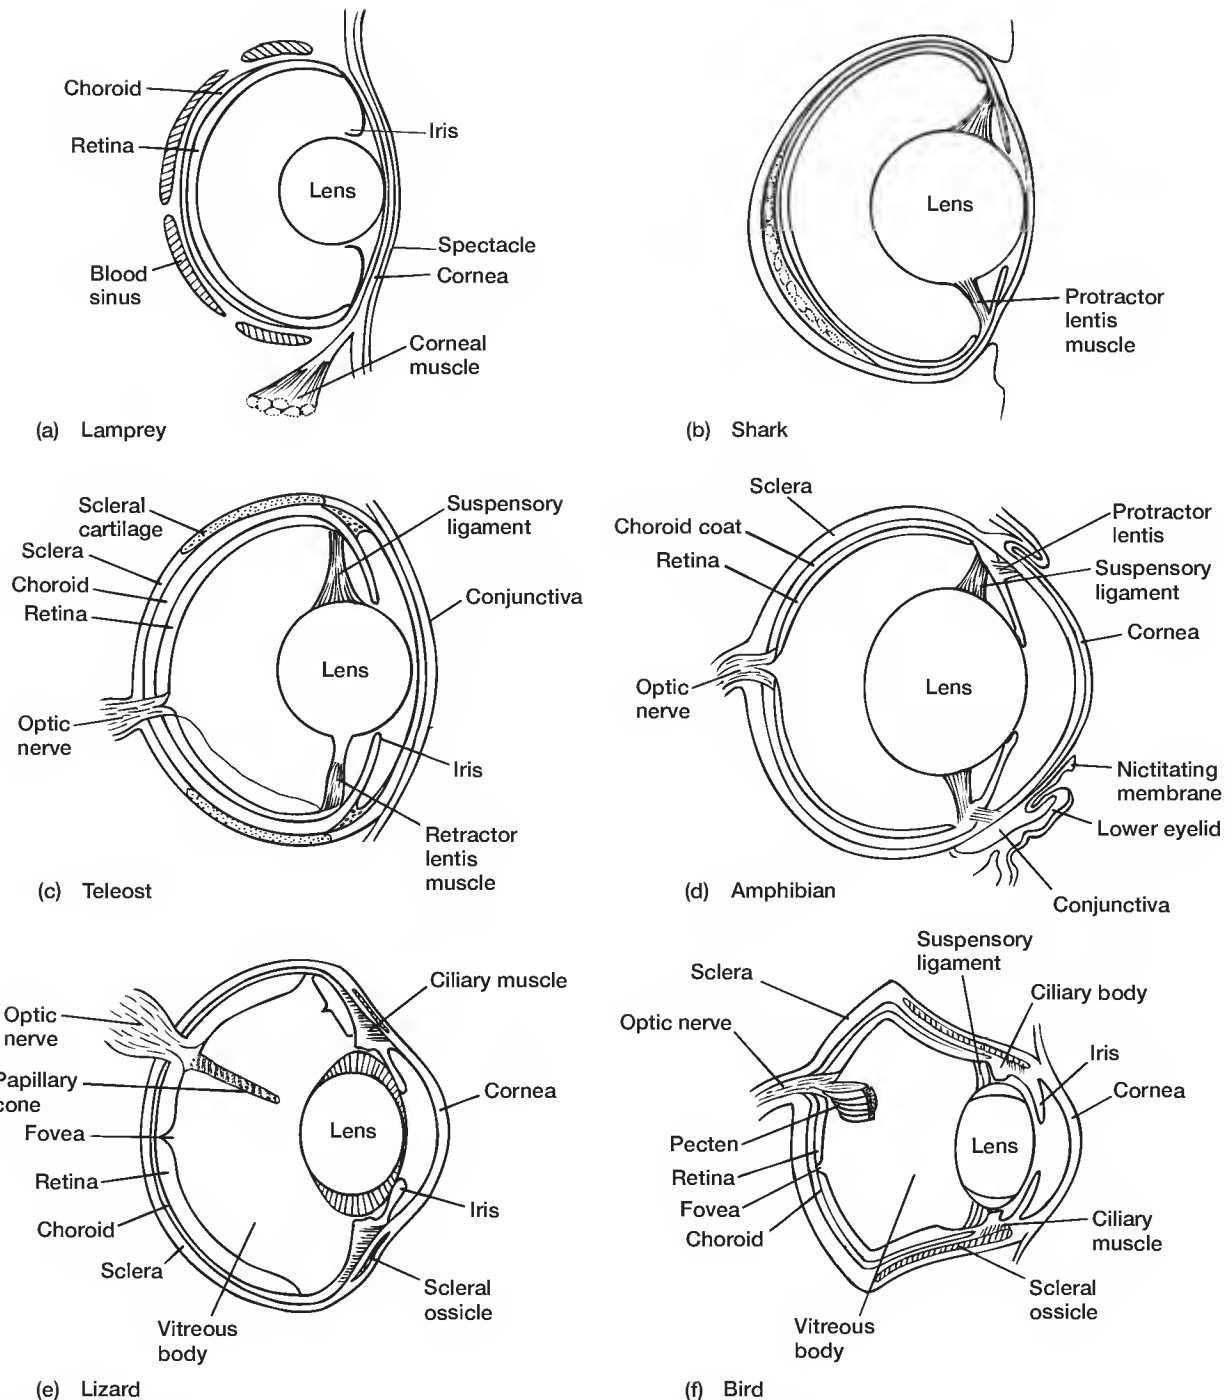 Choroid
Retina
Iris
Lens
Spectacle
Cornea
Blood
sinus
Corneal
muscle
(a) Lamprey
Lens
Protractor
lentis
muscle
(b) Shark
Scleral
cartilage
Sclera
Choroid
Retina
Suspensory
ligament
Conjunctiva
Lens
Optic
nerve
Iris
Retractor
lentis
muscle
(c) Teleost
Sclera
Choroid coat
Retina
Protractor
lentis
Suspensory
ligament
Cornea
Lens
Optic
nerve
Nictitating
membrane
Lower eyelid
Conjunctiva
(d) Amphibian
Ciliary muscle
Optic
nerve
Papillary
cone
Cornea
Lens
Fovea
Retina
Choroid
Sclera
Iris
Scleral
ossicle
Vitreous
body
(e) Lizard
Suspensory
ligament
Sclera
Ciliary body
Optic nerve
Iris
Cornea
Lens
Pecten
Retina
Fovea
Choroid
Ciliary
muscle
Scleral
ossicle
Vitreous
body
(f) Bird